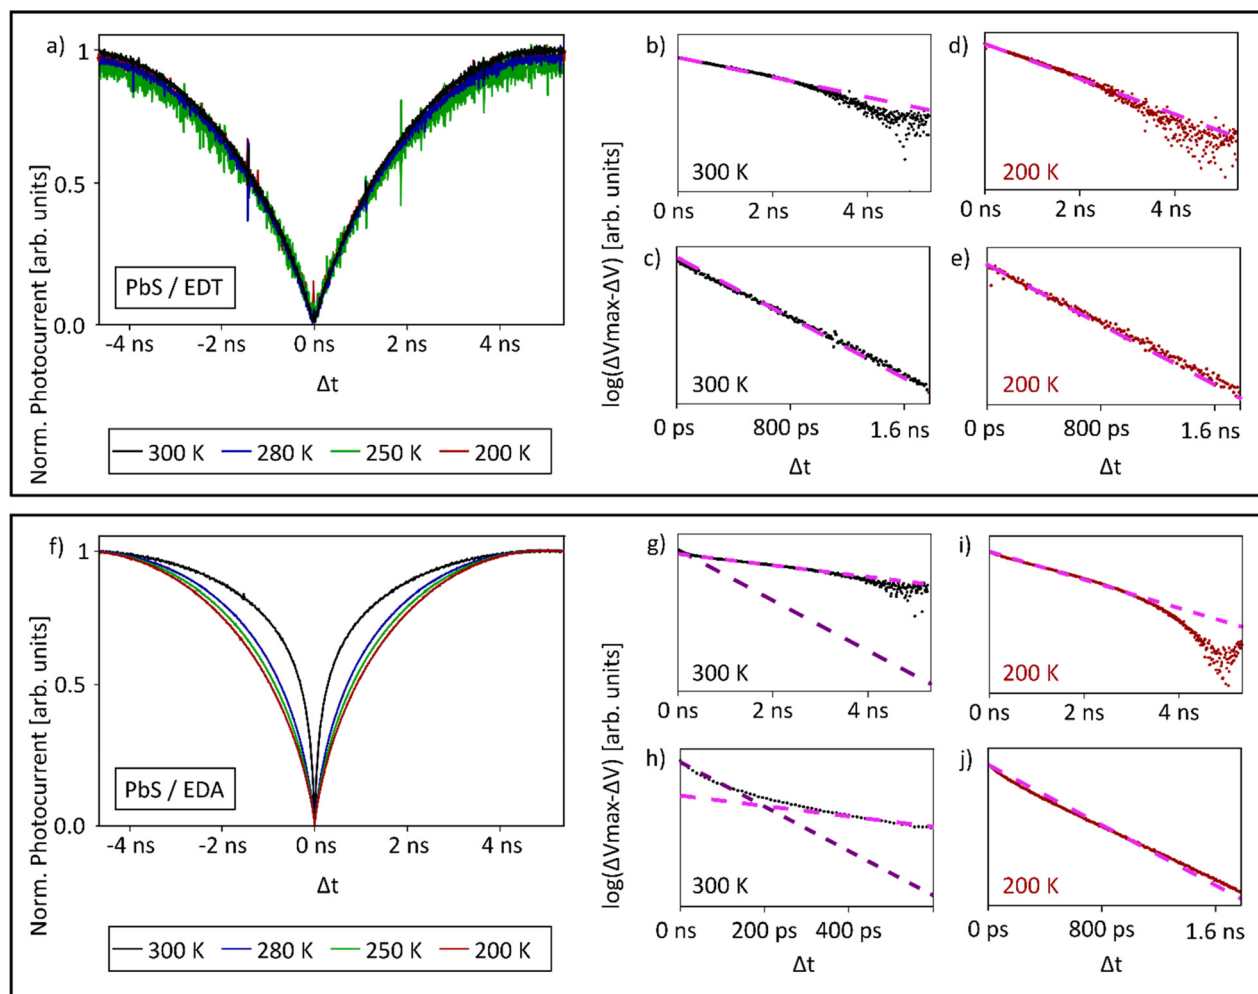 a)
Norm. Photocurrent [arb. units]
1
0.5
0.0
PbS / EDT
-4 ns -2 ns 0 ns 2 ns 4 ns
Δt
300 K 280 K 250 K 200 K
log(ΔVmax-ΔV) [arb. units]
b)
300 K
0 ns 2 ns 4 ns
d)
200 K
0 ns 2 ns 4 ns
c)
300 K
0 ps 800 ps 1.6 ns
Δt
e)
200 K
0 ps 800 ps 1.6 ns
Δt
f)
Norm. Photocurrent [arb. units]
1
0.5
0.0
PbS / EDA
-4 ns -2 ns 0 ns 2 ns 4 ns
Δt
300 K 280 K 250 K 200 K
log(ΔVmax-ΔV) [arb. units]
g)
300 K
0 ns 2 ns 4 ns
i)
200 K
0 ns 2 ns 4 ns
h)
300 K
0 ns 200 ps 400 ps
Δt
j)
200 K
0 ps 800 ps 1.6 ns
Δt